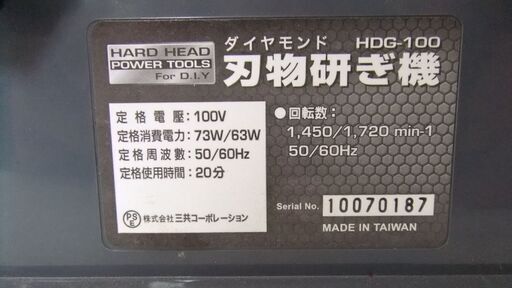 HARD HEAD
POWER TOOLS
For D.I.Y
ダイヤモンド HDG-100
刃物研ぎ機
定格電壓:100V
定格消費電力:73W/63W
定格周波數:50/60Hz
定格使用時間:20分
PSE 株式会社三共コーポレーション
●回転数:
1,450/1,720 min-1
50/60Hz
Serial No. 10070187
MADE IN TAIWAN